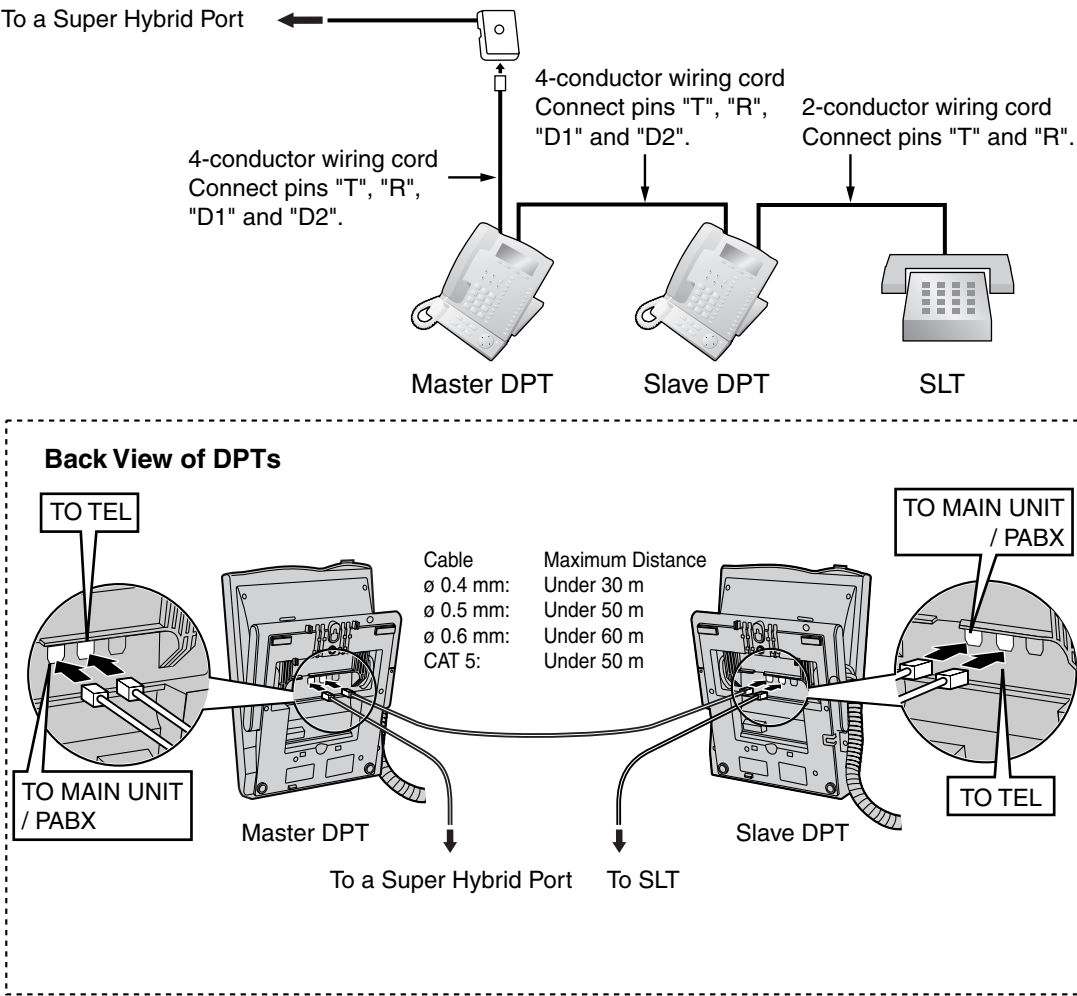 To a Super Hybrid Port
4-conductor wiring cord
Connect pins "T", "R",
"D1" and "D2".
2-conductor wiring cord
Connect pins "T" and "R".
4-conductor wiring cord
Connect pins "T", "R",
"D1" and "D2".
Master DPT
Slave DPT
SLT
Back View of DPTs
TO TEL
TO MAIN UNIT
/ PABX
Cable Maximum Distance
ø 0.4 mm: Under 30 m
ø 0.5 mm: Under 50 m
ø 0.6 mm: Under 60 m
CAT 5: Under 50 m
TO MAIN UNIT
/ PABX
TO TEL
Master DPT
Slave DPT
To a Super Hybrid Port
To SLT